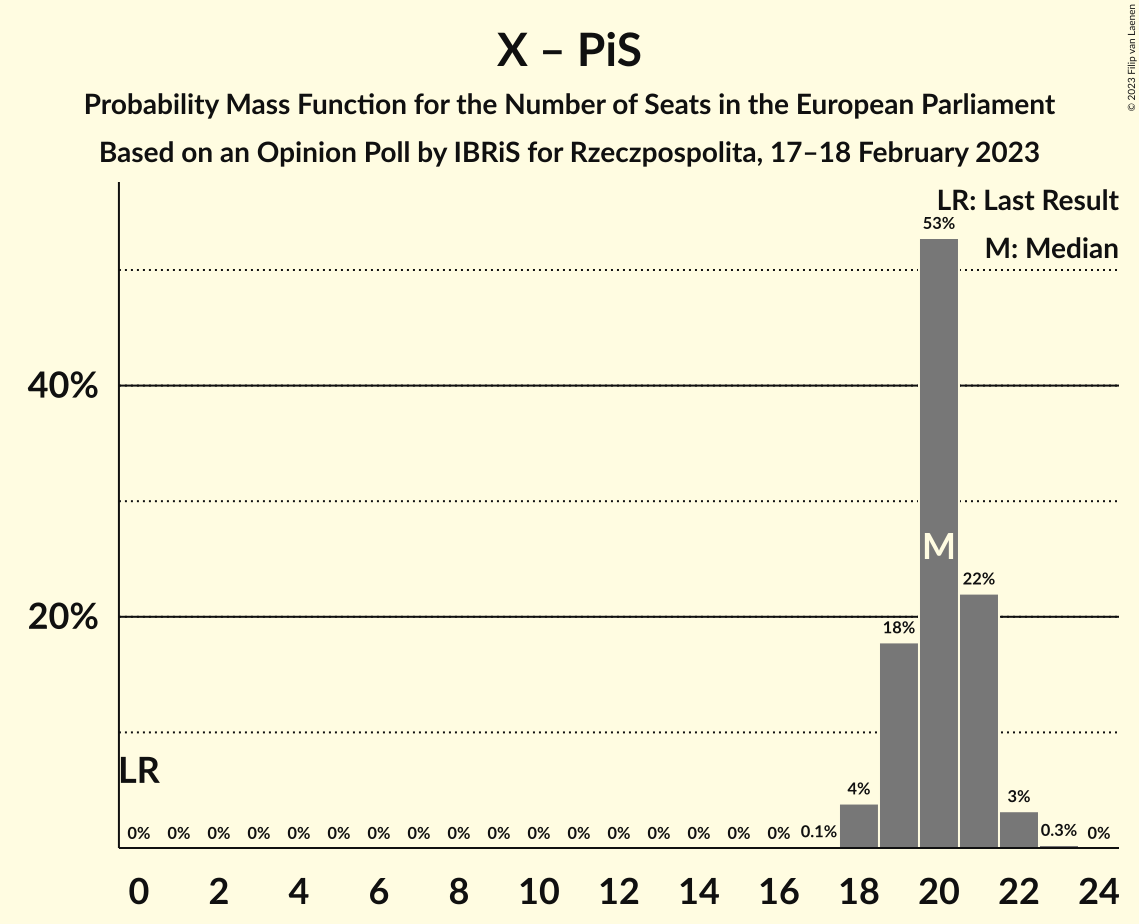 X – PiS
Probability Mass Function for the Number of Seats in the European Parliament
Based on an Opinion Poll by IBRiS for Rzeczpospolita, 17–18 February 2023
© 2023 Filip van Laenen
LR: Last Result
M: Median
53%
40%
M
22%
20%
18%
LR
4%
3%
0% 0% 0% 0% 0% 0% 0% 0% 0% 0% 0% 0% 0% 0% 0% 0% 0% 0.1% 0.3% 0%
0 2 4 6 8 10 12 14 16 18 20 22 24